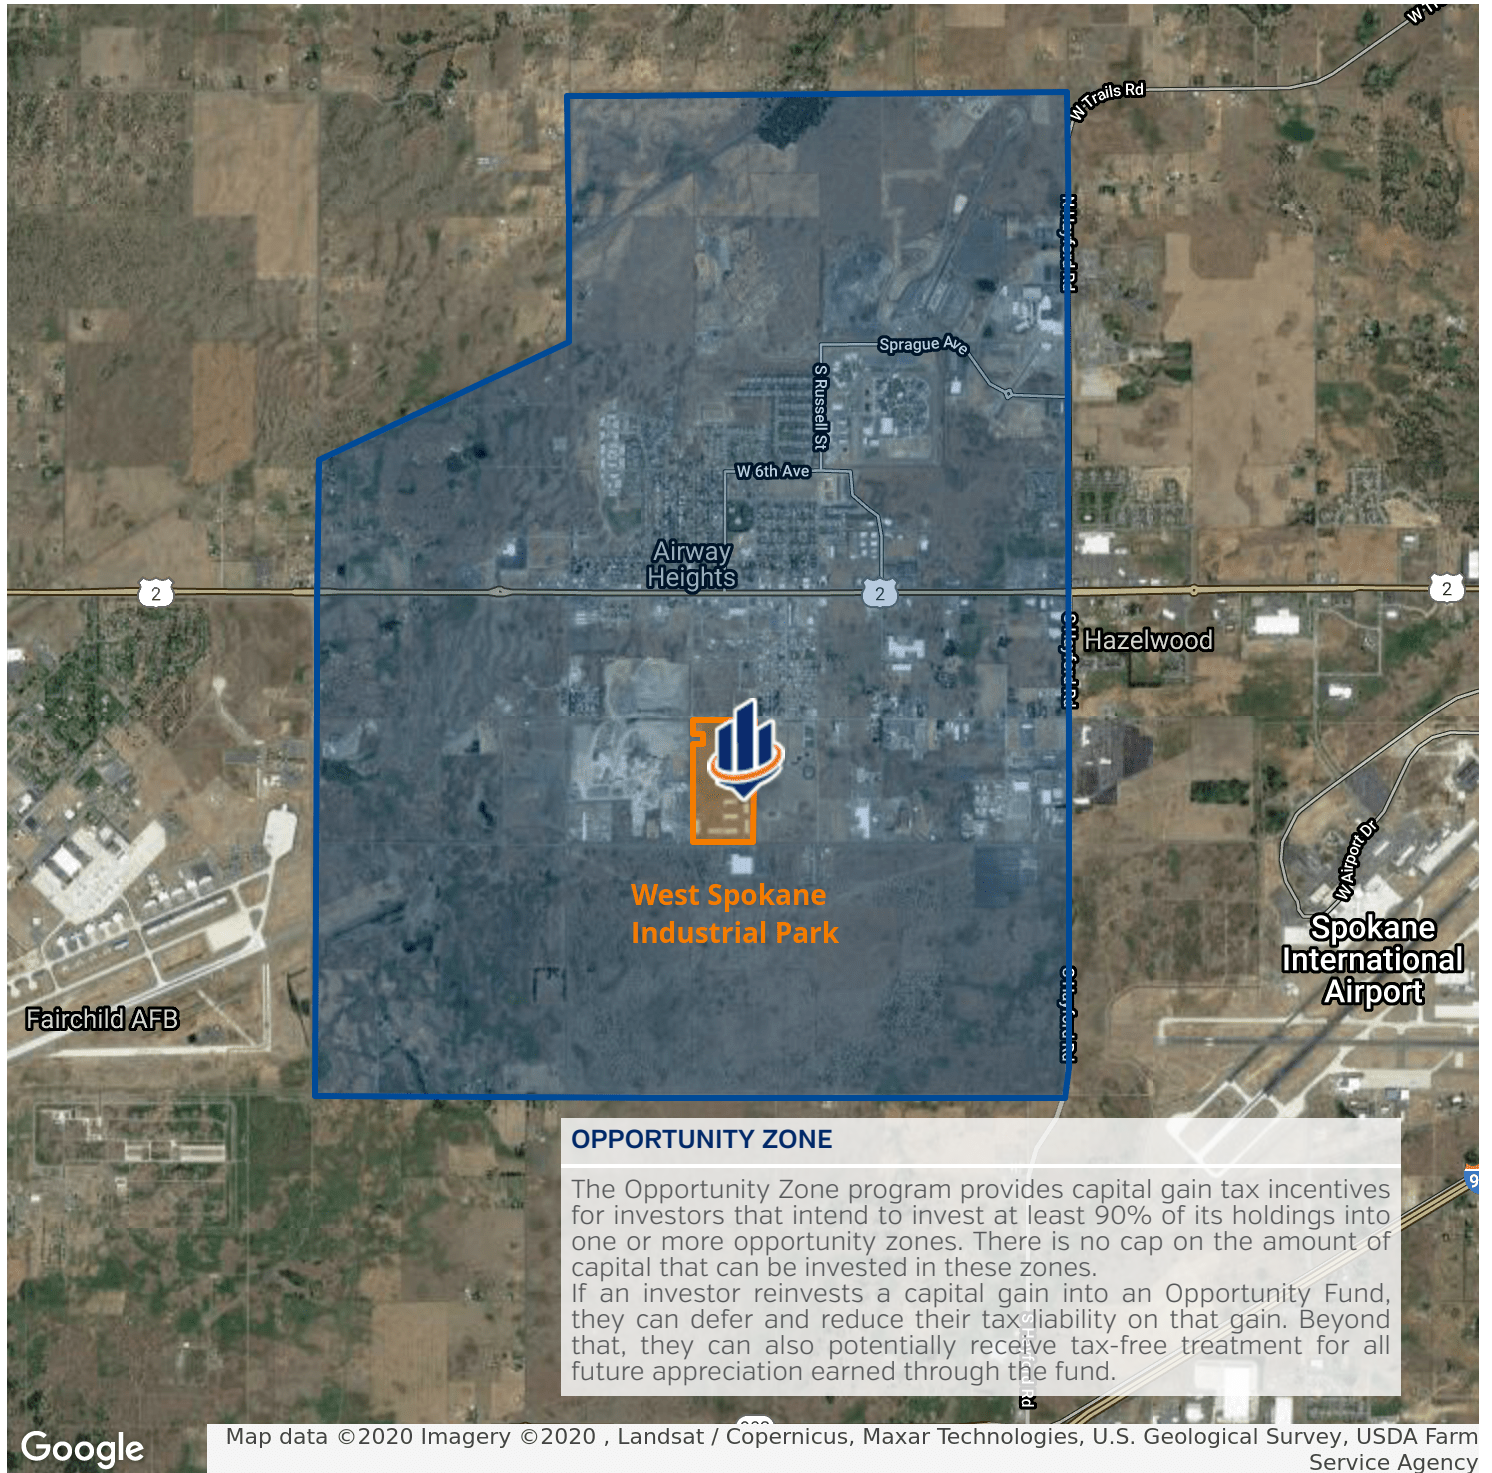 W Trails Rd
N Hayford Rd
Sprague Ave
S Russell St
W 6th Ave
Airway
Heights
2
2
2
Hazelwood
S Hayford Rd
W Airport Dr
West Spokane
Industrial Park
Spokane
International
Airport
Fairchild AFB
S Hayford Rd
OPPORTUNITY ZONE
The Opportunity Zone program provides capital gain tax incentives
for investors that intend to invest at least 90% of its holdings into
one or more opportunity zones. There is no cap on the amount of
capital that can be invested in these zones.
If an investor reinvests a capital gain into an Opportunity Fund,
they can defer and reduce their tax liability on that gain. Beyond
that, they can also potentially receive tax-free treatment for all
future appreciation earned through the fund.
Google
Map data ©2020 Imagery ©2020 , Landsat / Copernicus, Maxar Technologies, U.S. Geological Survey, USDA Farm
Service Agency